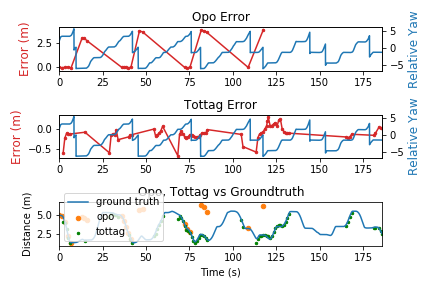 Opo Error
Error (m)
2.5
0.0
5
0
−5
Relative Yaw
0 25 50 75 100 125 150 175
Tottag Error
Error (m)
0.0
−0.5
5
0
−5
Relative Yaw
0 25 50 75 100 125 150 175
Opo, Tottag vs Groundtruth
Distance (m)
5.0
2.5
ground truth
opo
tottag
0 25 50 75 100 125 150 175
Time (s)